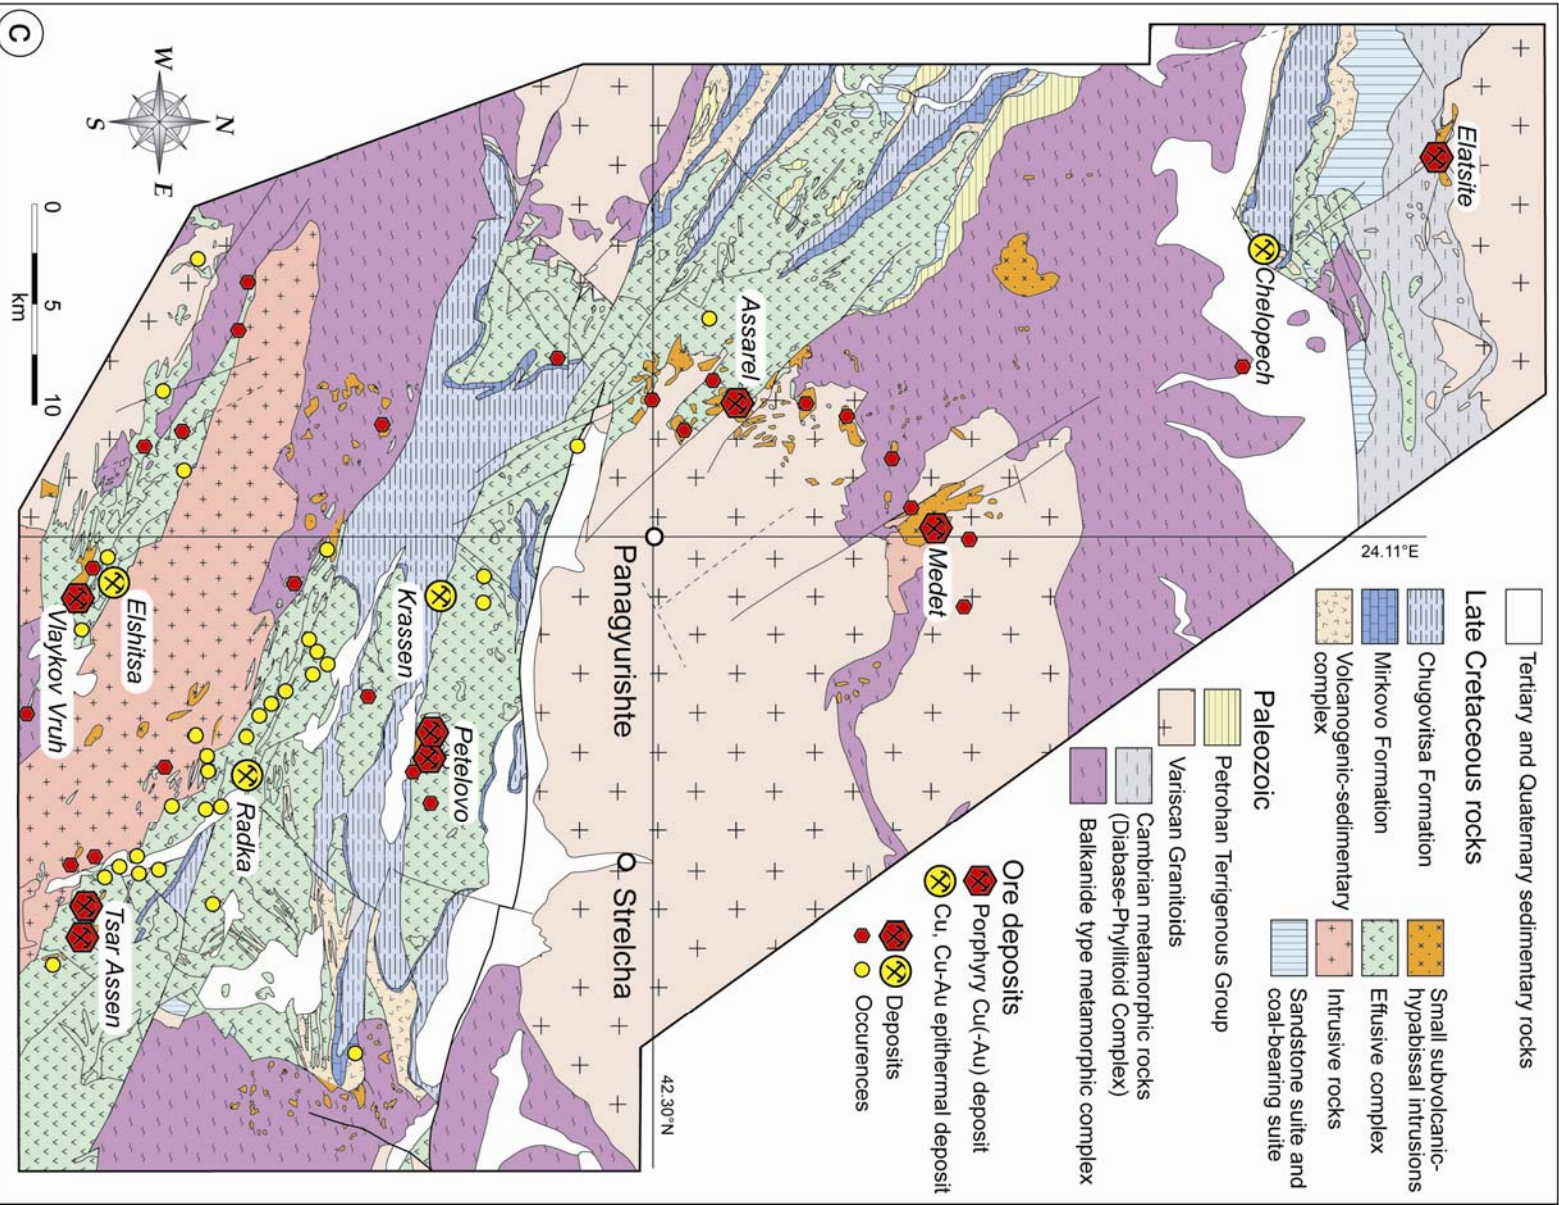 C
N
W
E
S
0 5 10
km
Elatsite
Chelopech
Assarel
Medet
Panagyurishte
Strelcha
Krassen
Petelovo
Elshitsa
Vlaykov Vruh
Radka
Tsar Assen
24.11°E
42.30°N
Tertiary and Quaternary sedimentary rocks
Late Cretaceous rocks
Chugovitsa Formation
Mirkovo Formation
Volcanogenic-sedimentary
complex
Small subvolcanic-
hypabissal intrusions
Effusive complex
Intrusive rocks
Sandstone suite and
coal-bearing suite
Paleozoic
Petrohan Terrigenous Group
Variscan Granitoids
Cambrian metamorphic rocks
(Diabase-Phyllitoid Complex)
Balkanide type metamorphic complex
Ore deposits
Porphyry Cu(-Au) deposit
Cu, Cu-Au epithermal deposit
Deposits
Occurences